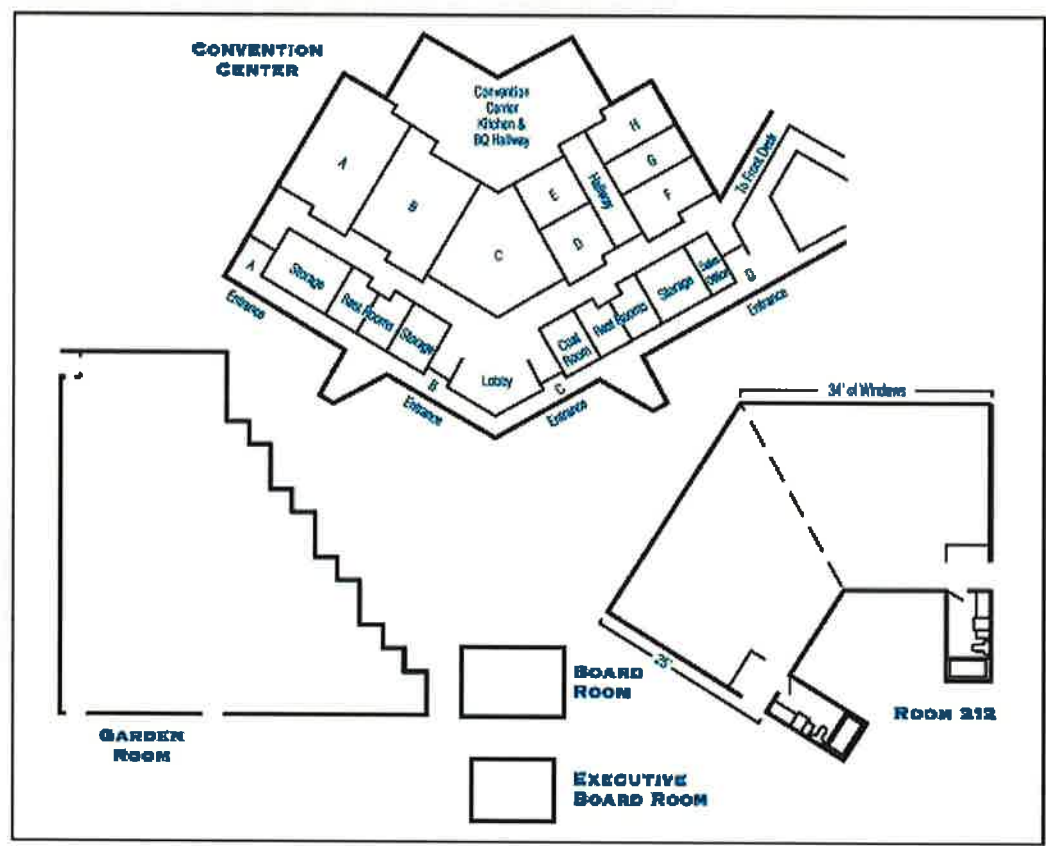 CONVENTION
CENTER
Convention
Center
Kitchen &
BQ Hallway
H
G
F
Hallway
E
D
A
B
C
To Front Desk
A
Storage
Rest Rooms
Storage
B
Lobby
C
Coat
Room
Rest Rooms
Storage
Sales
Office
D
Entrance
Entrance
Entrance
Entrance
34' of Windows
25'
ROOM 212
GARDEN
ROOM
BOARD
ROOM
EXECUTIVE
BOARD ROOM